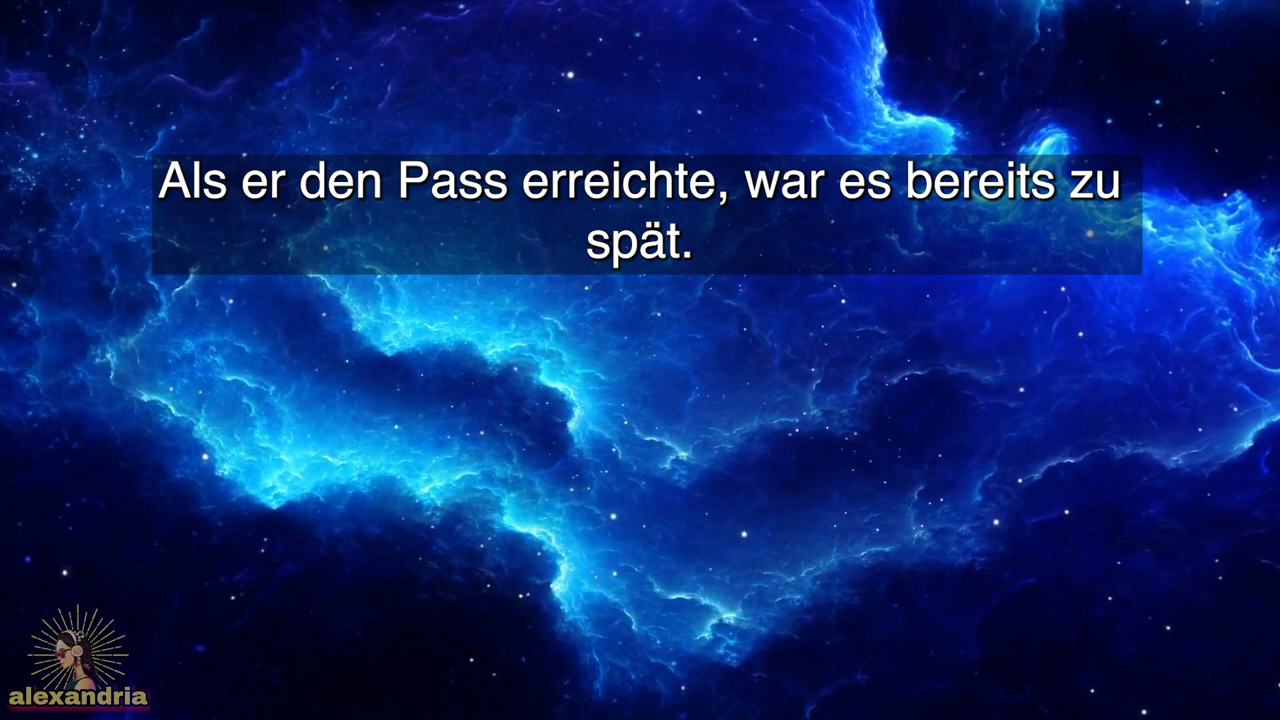 Als er den Pass erreichte, war es bereits zu
spät.
alexandria